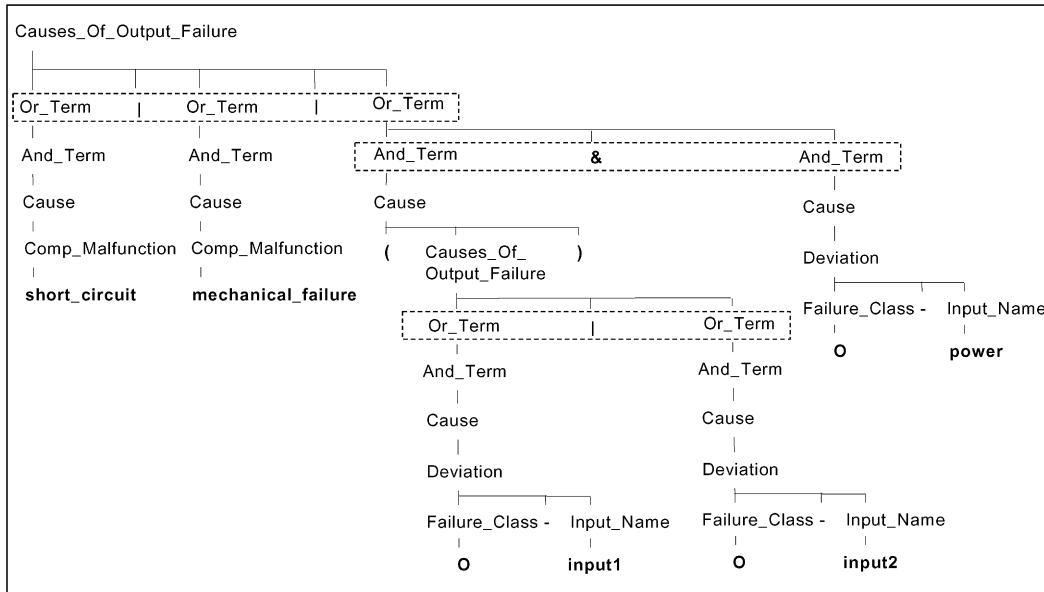 Causes_Of_Output_Failure
Or_Term | Or_Term | Or_Term
And_Term And_Term And_Term & And_Term
Cause Cause Cause Cause
Comp_Malfunction Comp_Malfunction ( Causes_Of_ )
Output_Failure
Deviation
short_circuit mechanical_failure
Failure_Class - Input_Name
Or_Term | Or_Term
O power
And_Term And_Term
Cause Cause
Deviation Deviation
Failure_Class - Input_Name Failure_Class - Input_Name
O input1 O input2